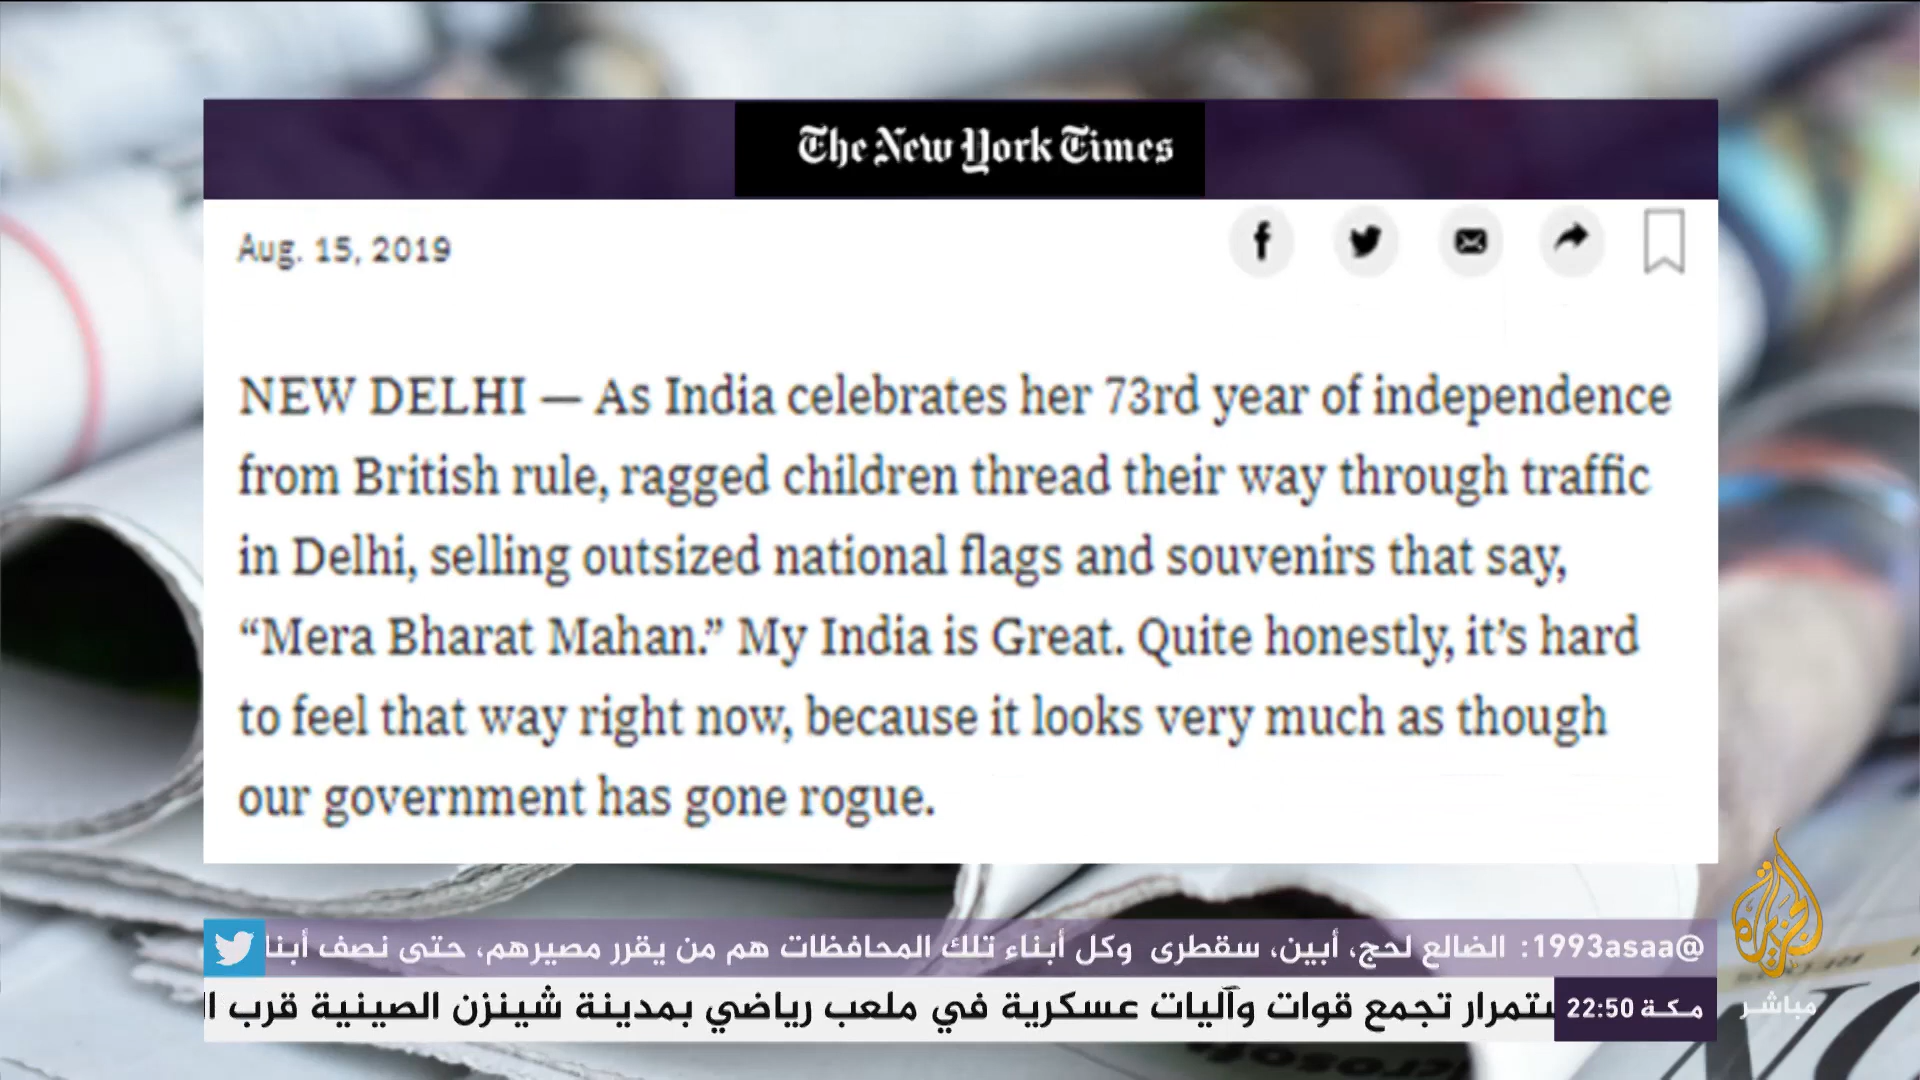 The New York Times
Aug. 15, 2019
NEW DELHI — As India celebrates her 73rd year of independence
from British rule, ragged children thread their way through traffic
in Delhi, selling outsized national flags and souvenirs that say,
“Mera Bharat Mahan.” My India is Great. Quite honestly, it’s hard
to feel that way right now, because it looks very much as though
our government has gone rogue.
@1993asaa: الضالع لحج، أبين، سقطرى وكل أبناء تلك المحافظات هم من يقرر مصيرهم، حتى نصف أبنا
مكة 22:50
ستمرار تجمع قوات وآليات عسكرية في ملعب رياضي بمدينة شينزن الصينية قرب ا
الجزيرة
مباشر